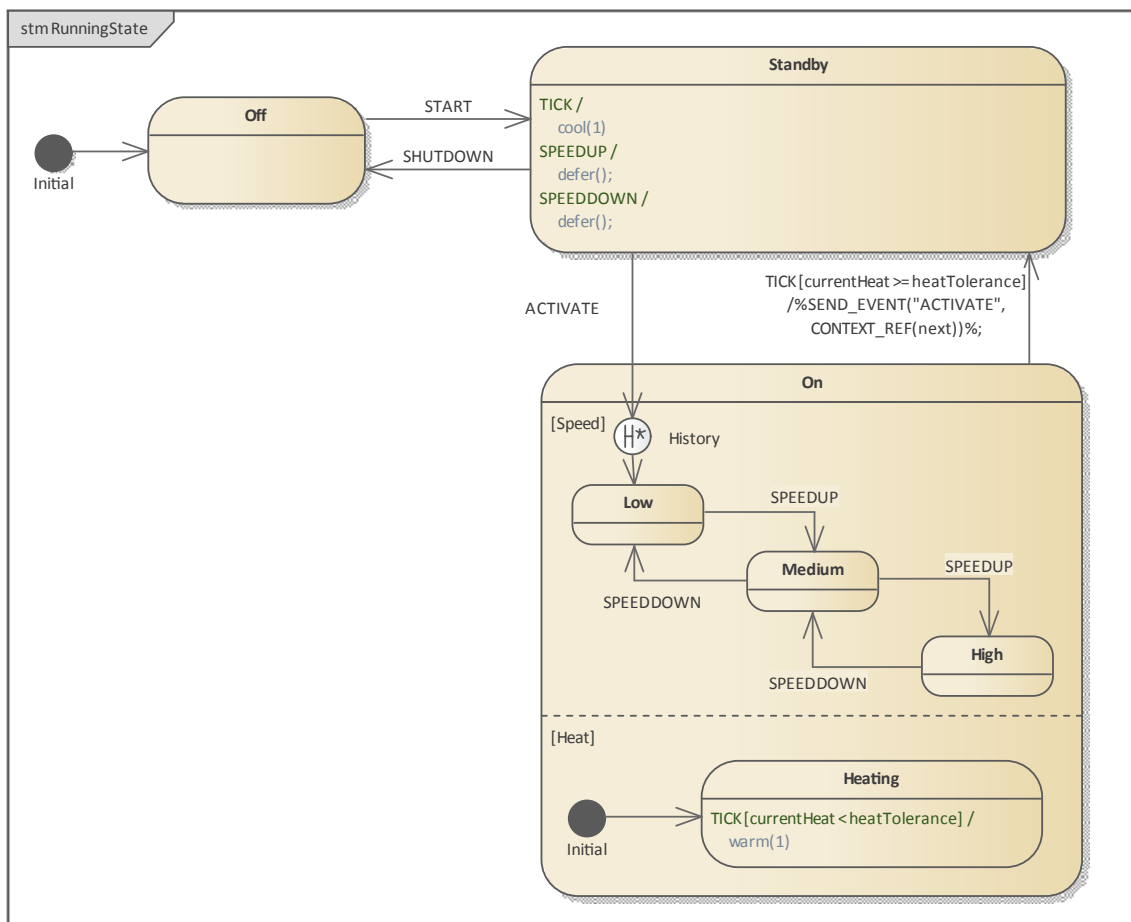 stm RunningState
Standby
Off
START
TICK /
cool(1)
SPEEDUP /
defer();
SPEEDDOWN /
defer();
SHUTDOWN
Initial
ACTIVATE
TICK [currentHeat >= heatTolerance]
/%SEND_EVENT("ACTIVATE",
CONTEXT_REF(next))%;
On
[Speed]
H*
History
Low
SPEEDUP
Medium
SPEEDUP
SPEEDDOWN
High
SPEEDDOWN
[Heat]
Heating
TICK [currentHeat < heatTolerance] /
warm(1)
Initial